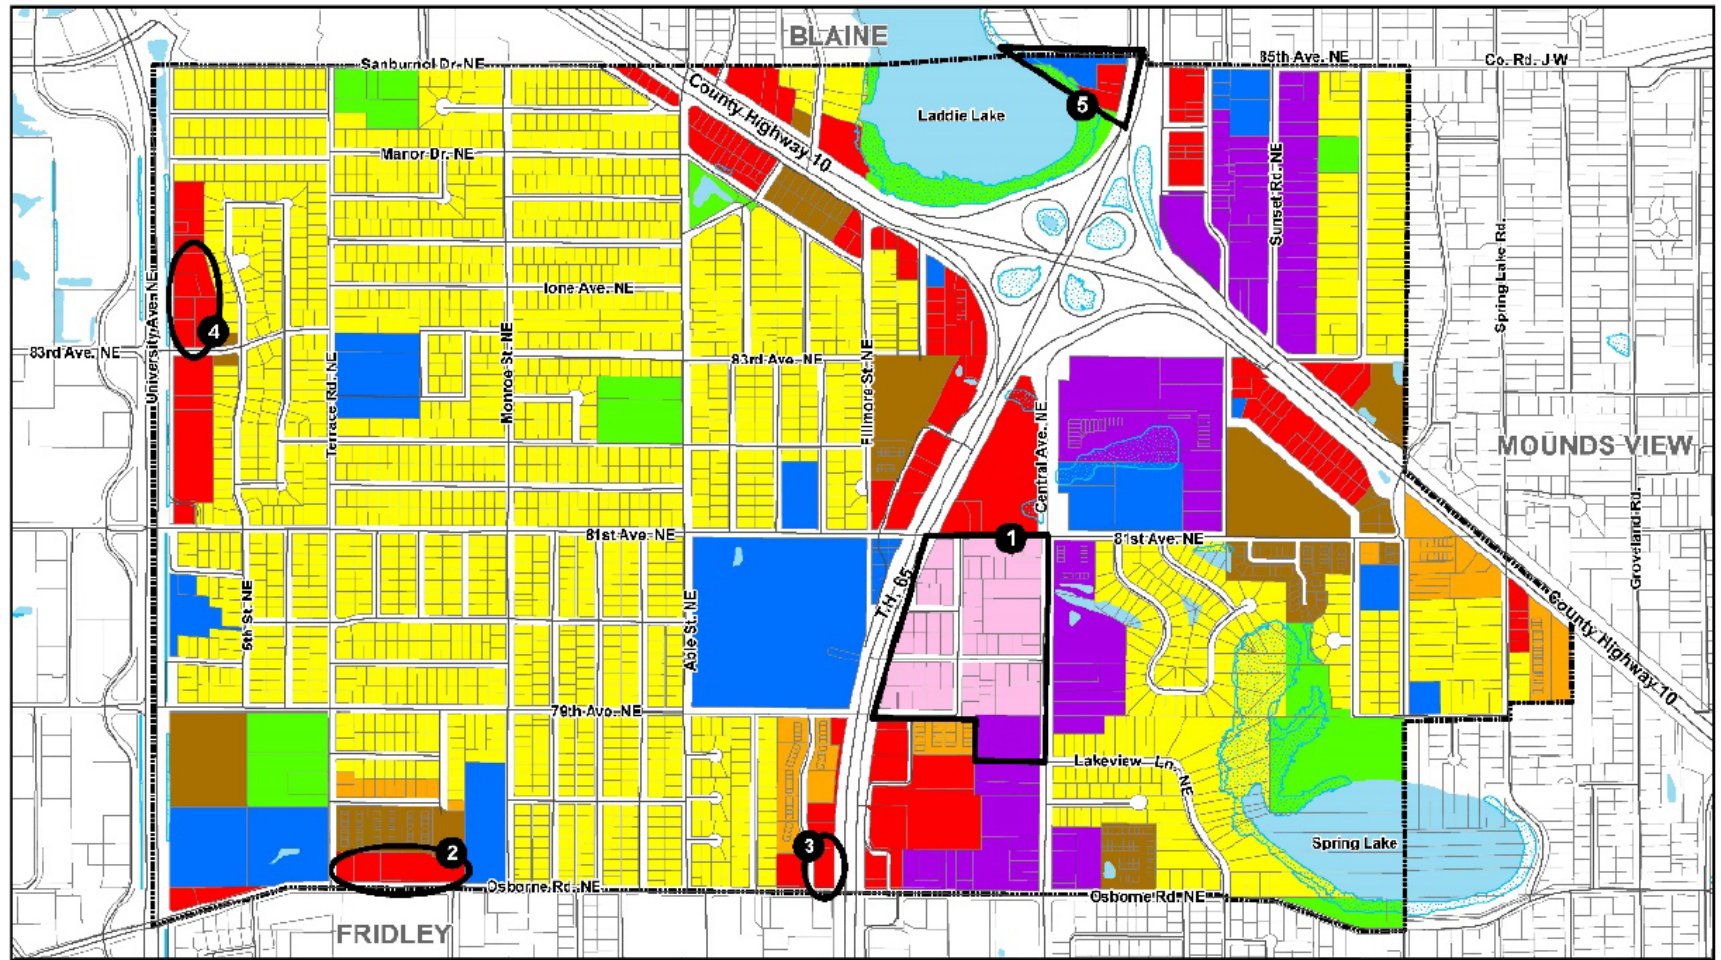 BLAINE
Sanburnol Dr. NE
85th Ave. NE
Co. Rd. J W
County Highway 10
5
Laddie Lake
Manor Dr. NE
Sunset Rd. NE
Spring Lake Rd.
University Ave. NE
4
Ione Ave. NE
83rd Ave. NE
Terrace Rd. NE
Monroe St. NE
83rd Ave. NE
Fillmore St. NE
Central Ave. NE
MOUNDS VIEW
Groveland Rd.
81st Ave. NE
1
81st Ave. NE
5th St. NE
Able St. NE
T.H. 65
County Highway 10
79th Ave. NE
Lakeview Ln. NE
2
3
Spring Lake
Osborne Rd. NE
Osborne Rd. NE
FRIDLEY